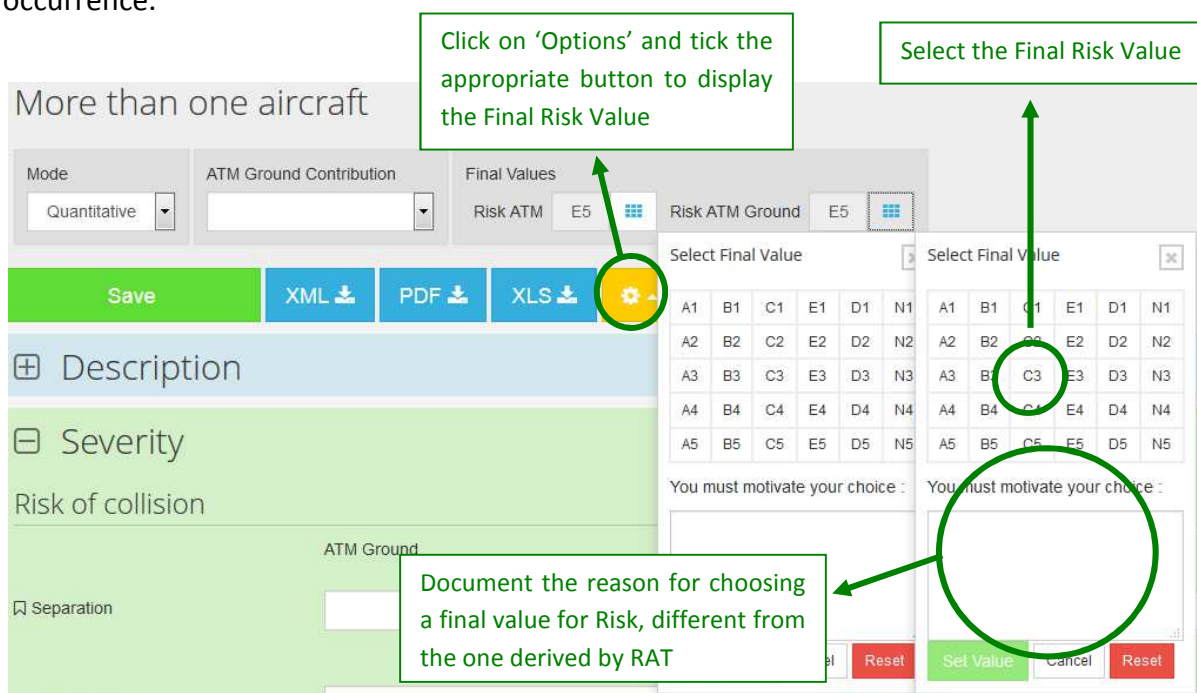 occurrence.
Click on ‘Options’ and tick the
appropriate button to display
the Final Risk Value
Select the Final Risk Value
More than one aircraft
Mode
ATM Ground Contribution
Final Values
Quantitative
Risk ATM E5
Risk ATM Ground E5
Save
XML
PDF
XLS
Description
Severity
Risk of collision
ATM Ground
Separation
Select Final Value
A1 B1 C1 E1 D1 N1
A2 B2 C2 E2 D2 N2
A3 B3 C3 E3 D3 N3
A4 B4 C4 E4 D4 N4
A5 B5 C5 E5 D5 N5
You must motivate your choice :
Reset
Select Final Value
A1 B1 C1 E1 D1 N1
A2 B2 C2 E2 D2 N2
A3 B3 C3 E3 D3 N3
A4 B4 C4 E4 D4 N4
A5 B5 C5 E5 D5 N5
You must motivate your choice :
Set Value Cancel Reset
Document the reason for choosing
a final value for Risk, different from
the one derived by RAT